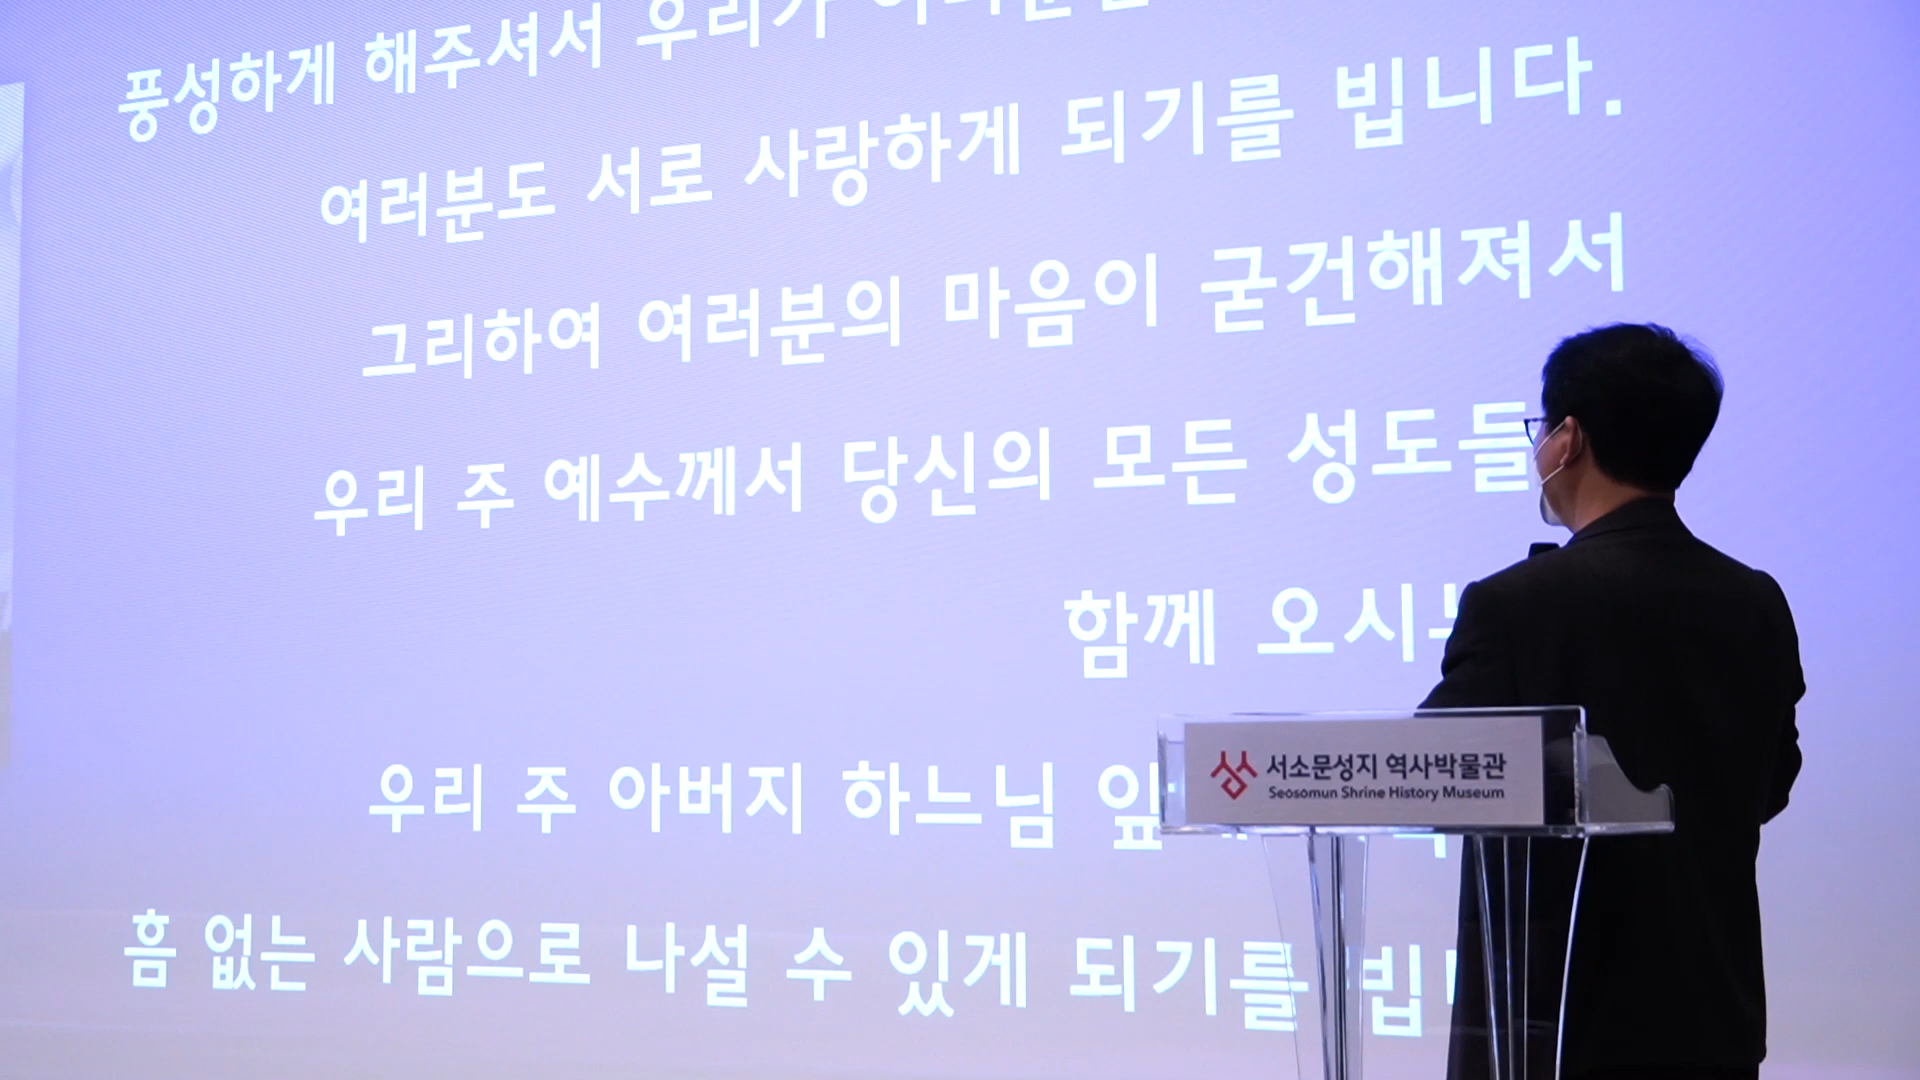 풍성하게 해주셔서 우리가
여러분도 서로 사랑하게 되기를 빕니다.
그리하여 여러분의 마음이 굳건해져서
우리 주 예수께서 당신의 모든 성도들
함께
우리 주 아버지 하느님
흠 없는 사람으로 나설 수 있게 되기를
서소문성지 역사박물관
Seosomun Shrine History Museum